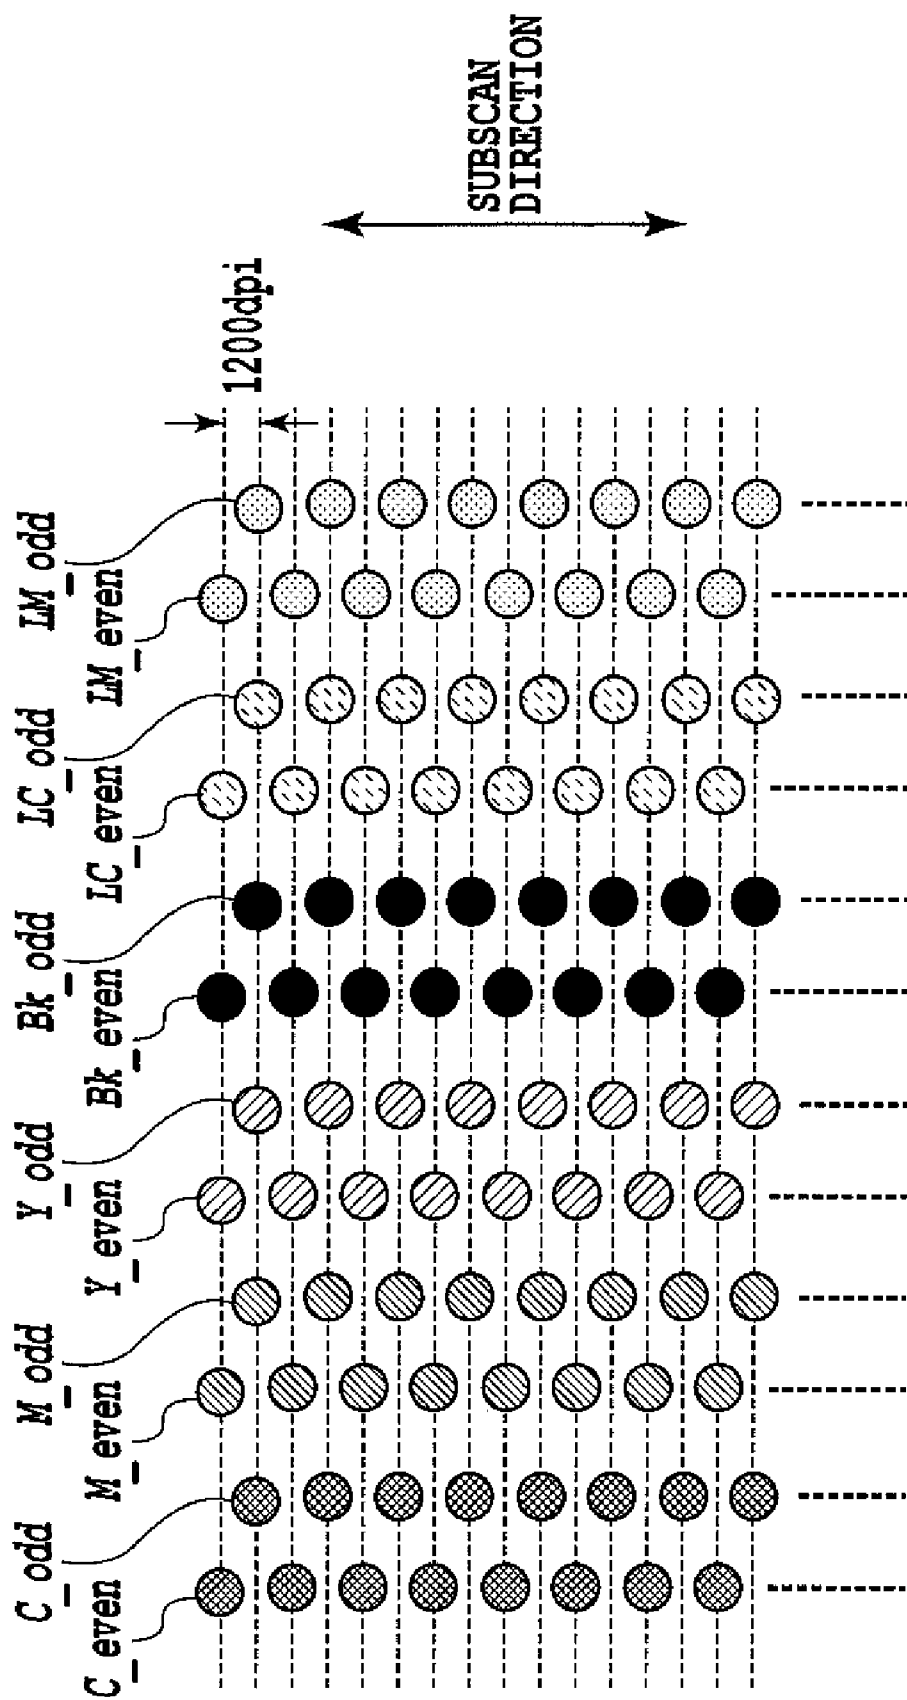 C_odd
C_even
M_odd
M_even
Y_odd
Y_even
Bk_odd
Bk_even
LC_odd
LC_even
LM_odd
LM_even
1200dpi
SUBSCAN
DIRECTION